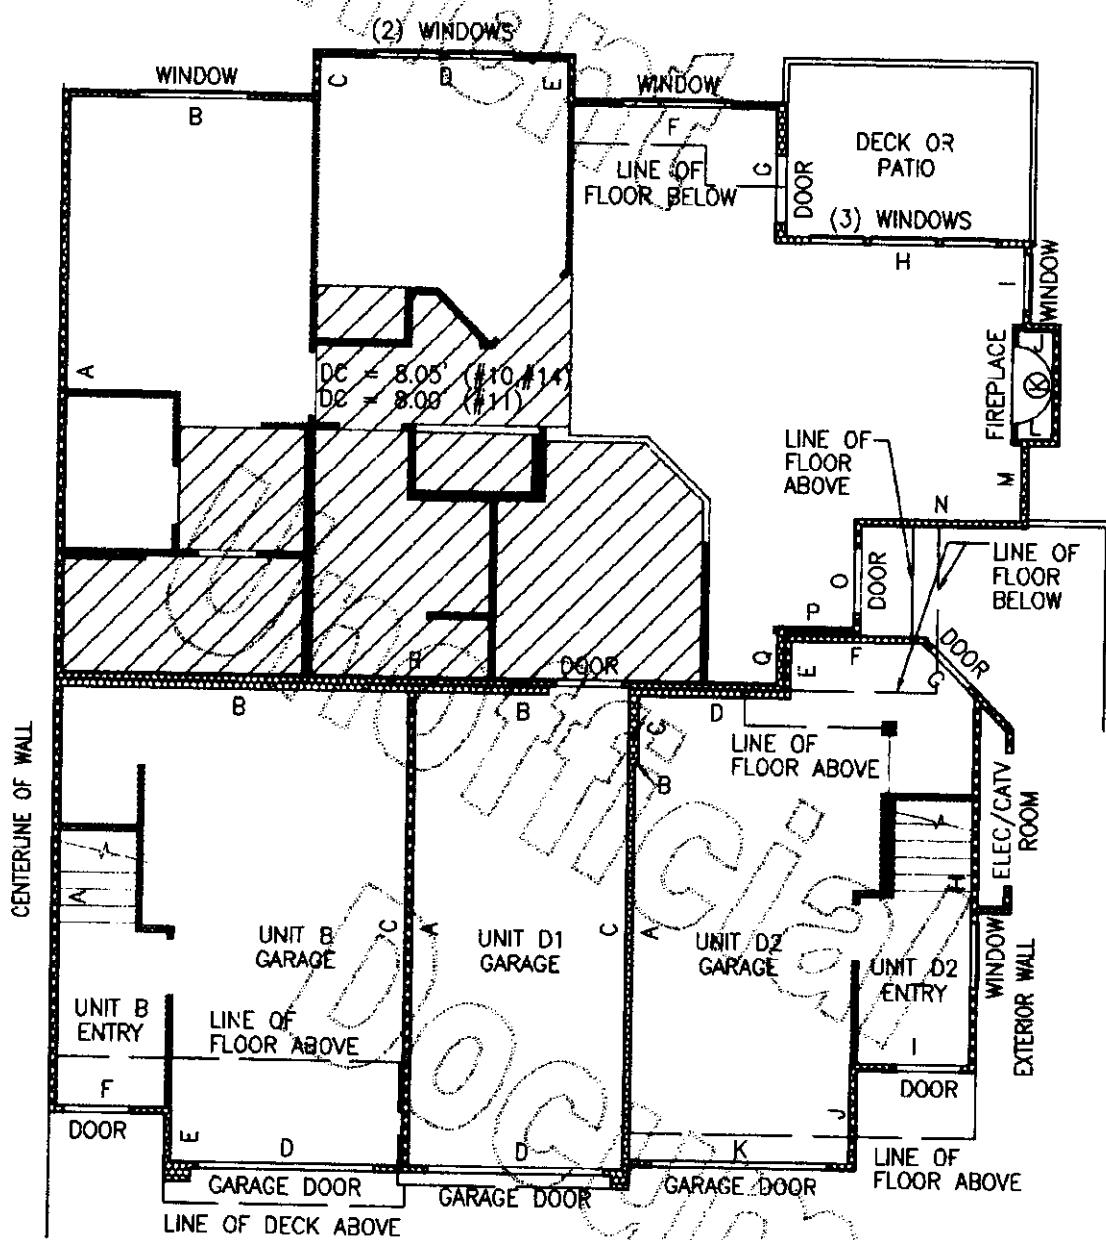 (2) WINDOWS
WINDOW
WINDOW
C
D
E
B
F
LINE OF
FLOOR BELOW
G
DOOR
DECK OR
PATIO
(3) WINDOWS
H
I
WINDOW
A
DC = 8.05' (#10,#14)
DC = 8.00' (#11)
FIREPLACE
L
K
L
LINE OF
FLOOR
ABOVE
M
N
LINE OF
FLOOR
BELOW
O
DOOR
P
Q
E
F
DOOR
G
R
DOOR
B
B
D
C
B
LINE OF
FLOOR ABOVE
CENTERLINE OF WALL
ELEC/CATV
ROOM
A
C
A
C
A
H
UNIT B
GARAGE
UNIT D1
GARAGE
UNIT D2
GARAGE
UNIT D2
ENTRY
WINDOW
EXTERIOR WALL
UNIT B
ENTRY
LINE OF
FLOOR ABOVE
I
DOOR
F
DOOR
E
D
D
K
J
GARAGE DOOR
GARAGE DOOR
GARAGE DOOR
LINE OF
FLOOR ABOVE
LINE OF DECK ABOVE
Unofficial
Docum